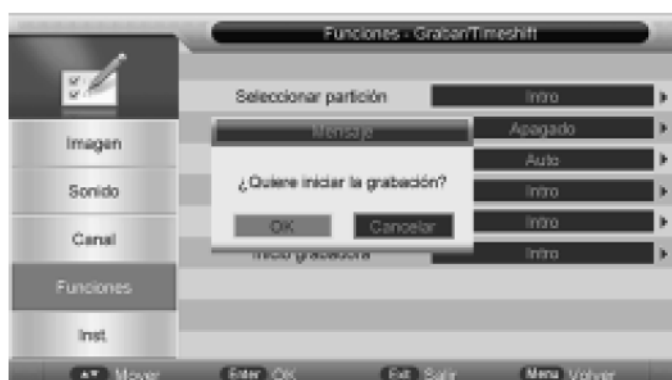 Funciones - Graban/Timeshift
Seleccionar partición Intro
Mensaje Apagado
Imagen
Auto
¿Quiere iniciar la grabación?
Sonido Intro
OK Cancelar Intro
Canal
Inicio grabadora Intro
Funciones
Inst.
Mover Enter OK Exit Salir Menu Volver